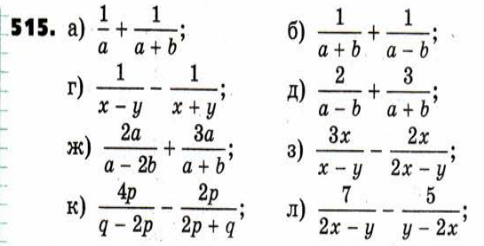 515. а) 1/a + 1/(a + b); б) 1/(a + b) + 1/(a − b);
г) 1/(x − y) − 1/(x + y); д) 2/(a − b) + 3/(a + b);
ж) 2a/(a − 2b) + 3a/(a + b); з) 3x/(x − y) − 2x/(2x − y);
к) 4p/(q − 2p) − 2p/(2p + q); л) 7/(2x − y) − 5/(y − 2x);